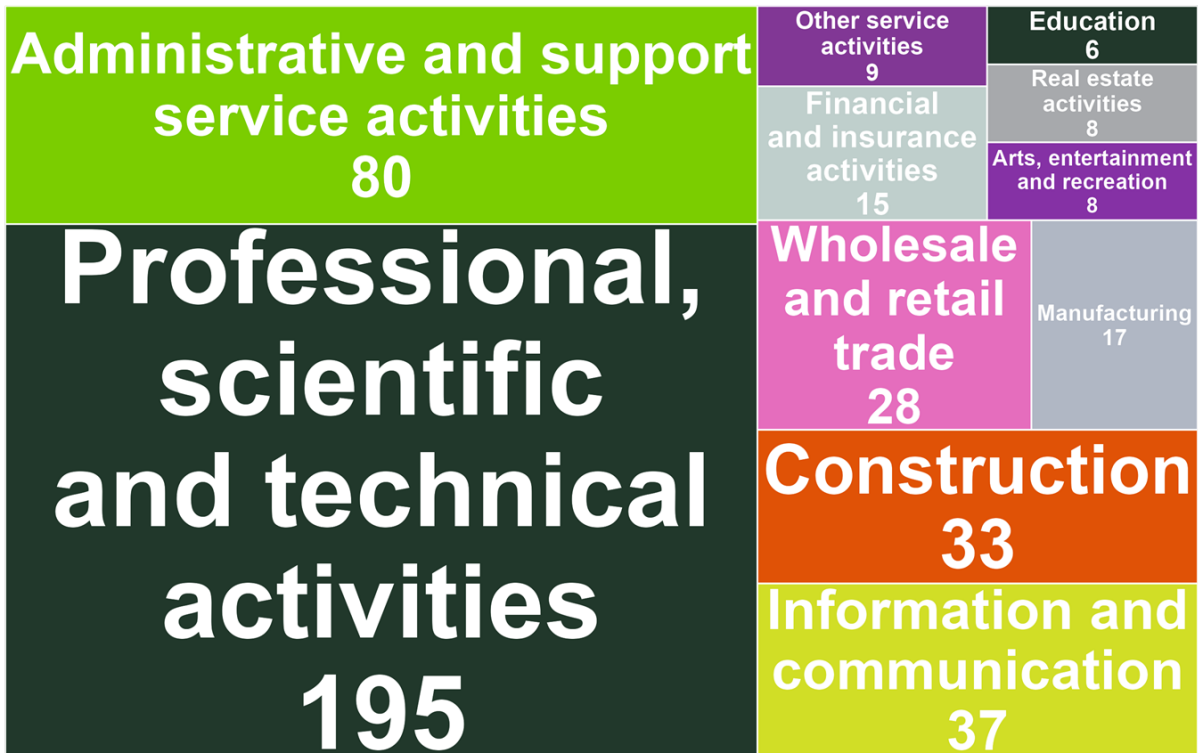 Administrative and support
service activities
80
Professional,
scientific
and technical
activities
195
Other service
activities
9
Financial
and insurance
activities
15
Education
6
Real estate
activities
8
Arts, entertainment
and recreation
8
Wholesale
and retail
trade
28
Manufacturing
17
Construction
33
Information and
communication
37